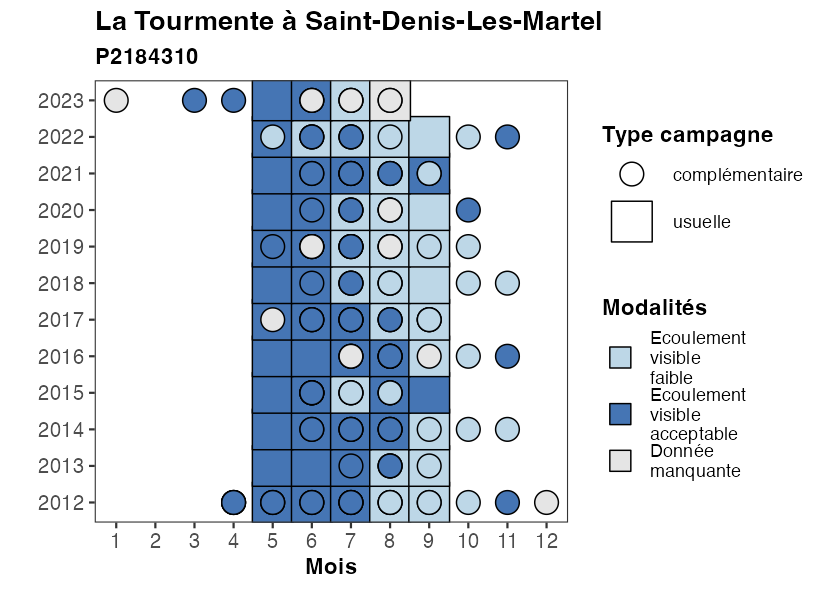 La Tourmente à Saint-Denis-Les-Martel
P2184310
2023
2022
2021
2020
2019
2018
2017
2016
2015
2014
2013
2012
1 2 3 4 5 6 7 8 9 10 11 12
Mois
Type campagne
complémentaire
usuelle
Modalités
Ecoulement
visible
faible
Ecoulement
visible
acceptable
Donnée
manquante